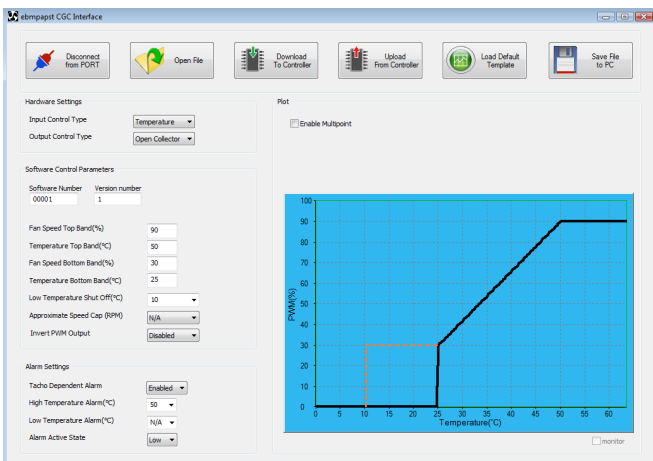 ebmpapst CGC Interface
Disconnect
from PORT
Open File
Download
To Controller
Upload
From Controller
Load Default
Template
Save File
to PC
Hardware Settings
Input Control Type Temperature
Output Control Type Open Collector
Software Control Parameters
Software Number Version number
00001 1
Fan Speed Top Band(%) 90
Temperature Top Band(ºC) 50
Fan Speed Bottom Band(%) 30
Temperature Bottom Band(ºC) 25
Low Temperature Shut Off(ºC) 10
Approximate Speed Cap (RPM) N/A
Invert PWM Output Disabled
Alarm Settings
Tacho Dependent Alarm Enabled
High Temperature Alarm(ºC) 50
Low Temperature Alarm(ºC) N/A
Alarm Active State Low
Plot
Enable Multipoint
100
90
80
70
60
50
40
30
20
10
0
PWM(%)
0 5 10 15 20 25 30 35 40 45 50 55 60
Temperature(°C)
monitor